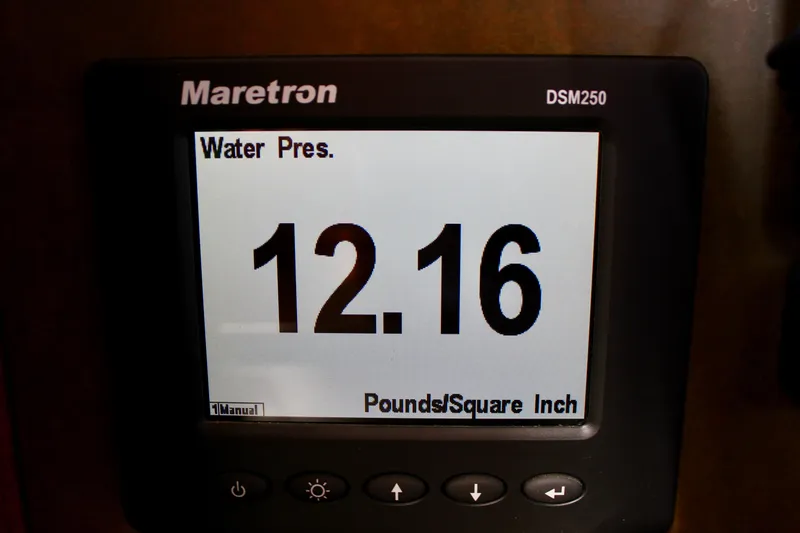 Maretron
DSM250
Water Pres.
12.16
1 Manual
Pounds/Square Inch